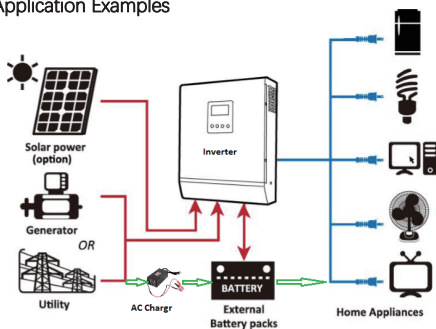 Application Examples
Inverter
Solar power
(option)
Generator
OR
Utility
AC Chargr
BATTERY
External
Battery packs
Home Appliances